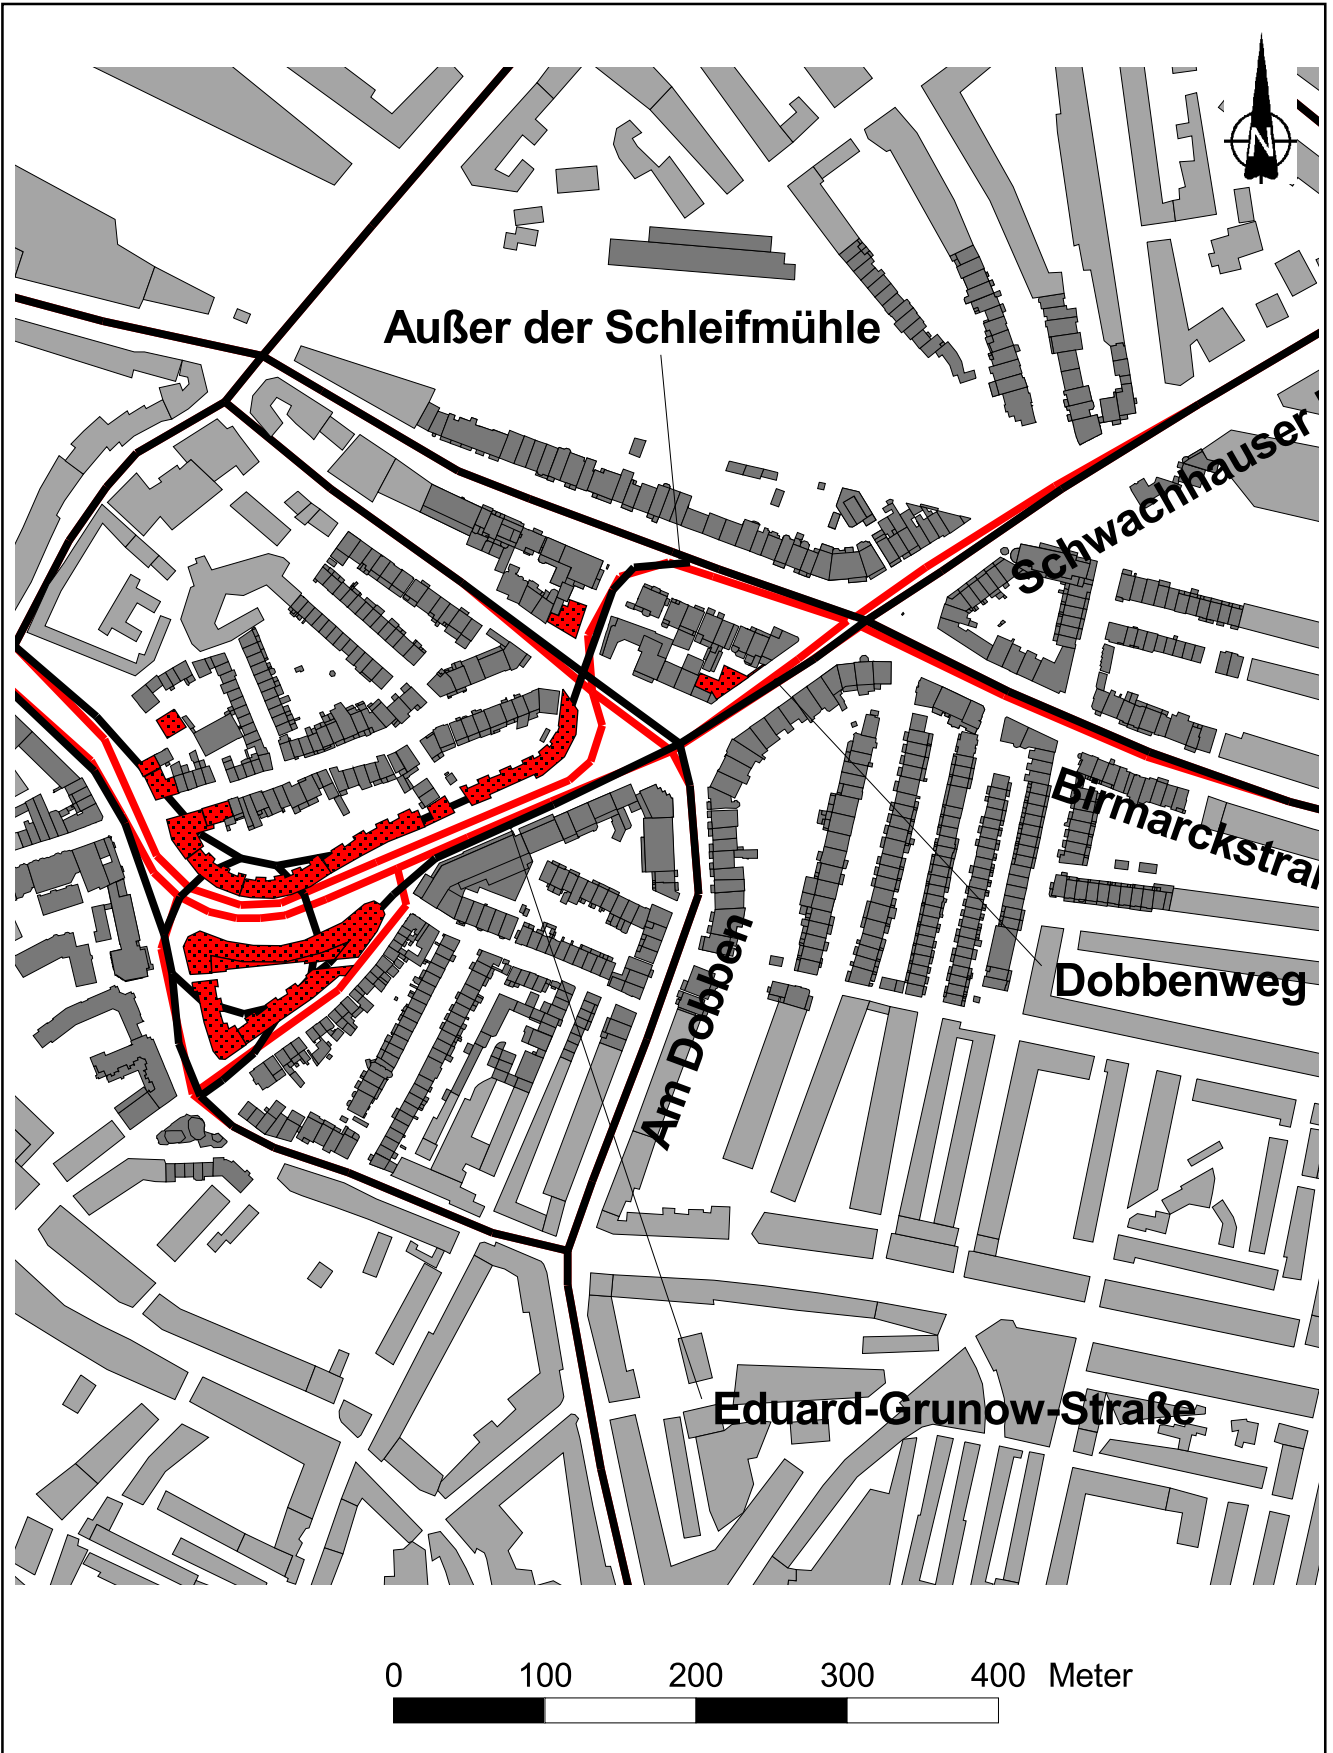 N
Außer der Schleifmühle
Schwachhauser
Birmarckstra
Dobbenweg
Am Dobben
Eduard-Grunow-Straße
0 100 200 300 400 Meter